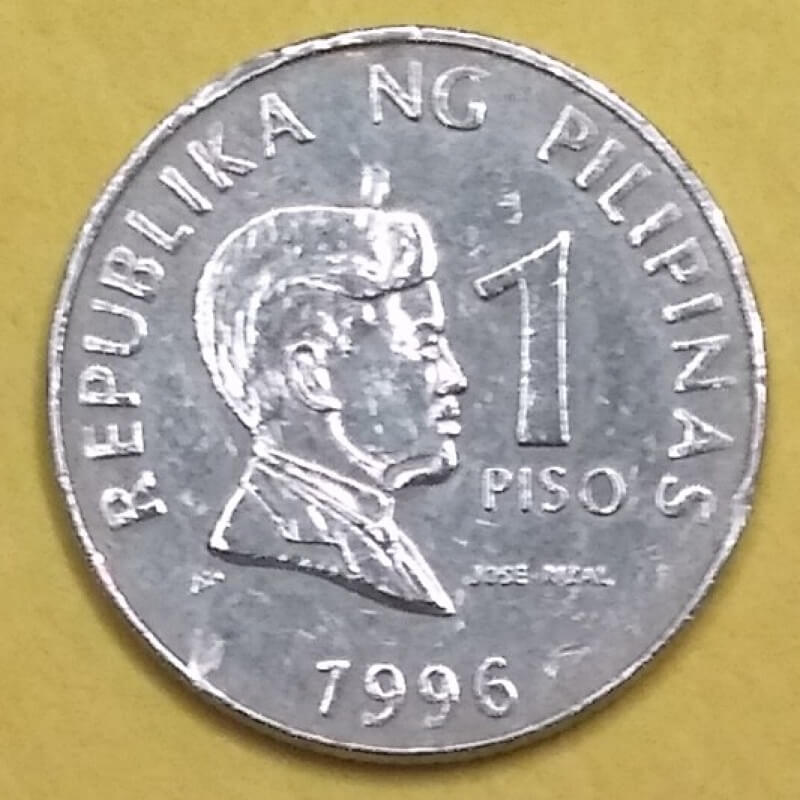 REPUBLIKA NG PILIPINAS
1
PISO
JOSE RIZAL
1996